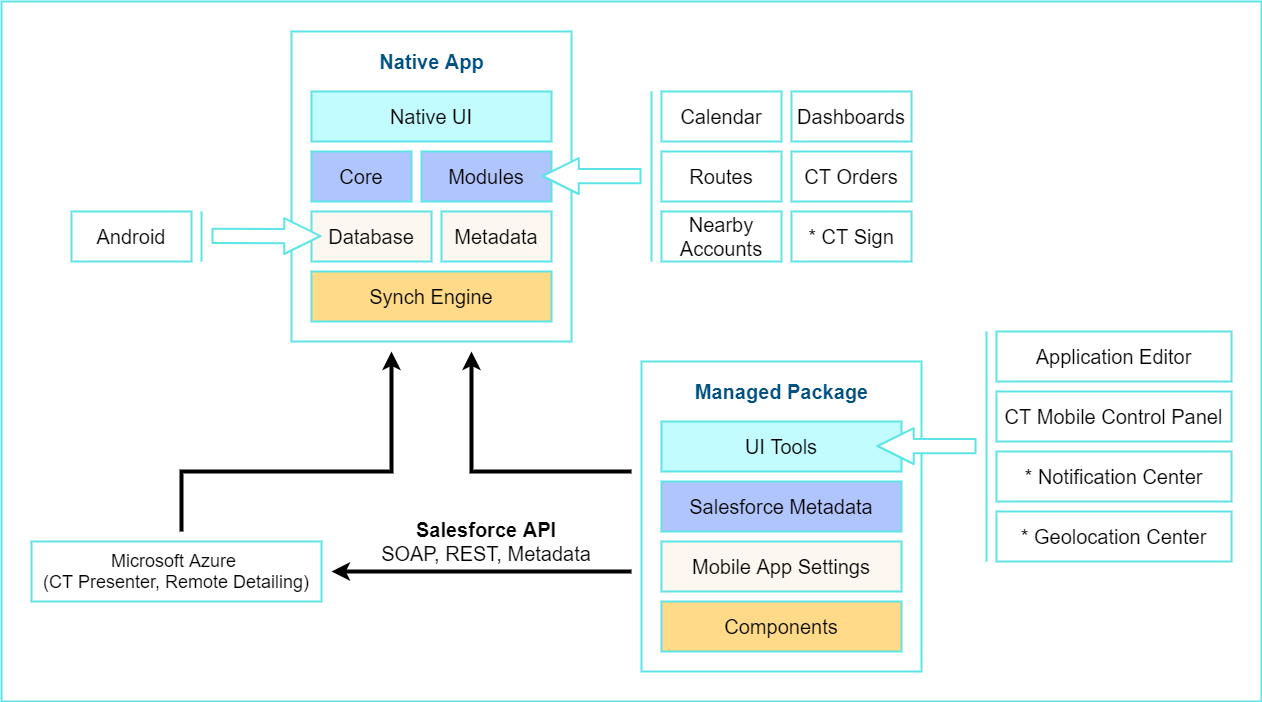 Native App
Native UI
Core
Modules
Database
Metadata
Synch Engine
Android
Calendar
Dashboards
Routes
CT Orders
Nearby
Accounts
* CT Sign
Managed Package
UI Tools
Salesforce Metadata
Mobile App Settings
Components
Application Editor
CT Mobile Control Panel
* Notification Center
* Geolocation Center
Salesforce API
SOAP, REST, Metadata
Microsoft Azure
(CT Presenter, Remote Detailing)